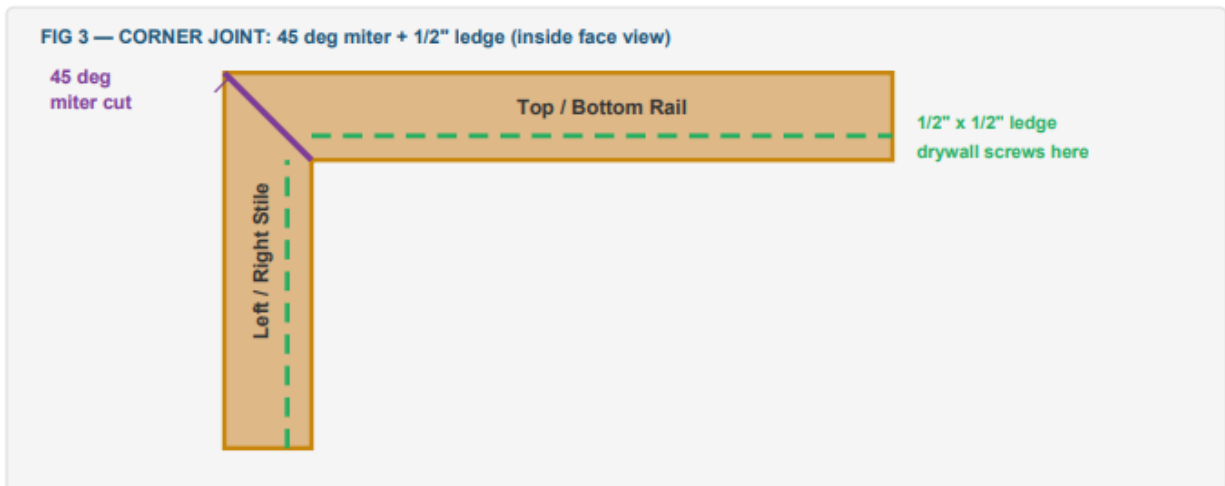 FIG 3 — CORNER JOINT: 45 deg miter + 1/2" ledge (inside face view)
45 deg
miter cut
Top / Bottom Rail
1/2" x 1/2" ledge
drywall screws here
Left / Right Stile